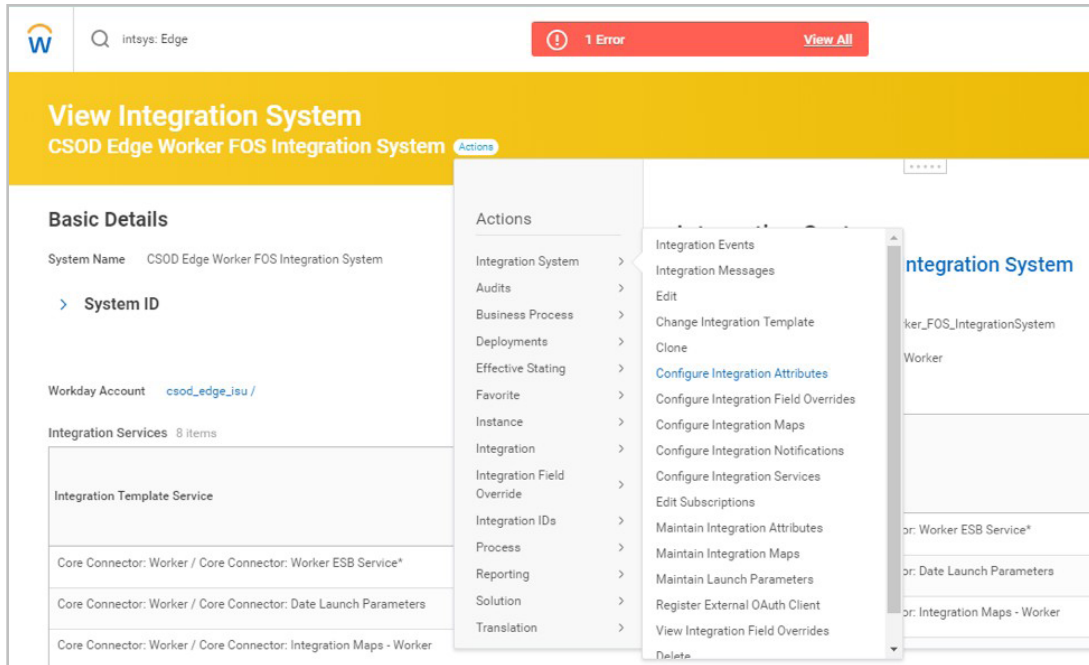 W
intsys: Edge
1 Error
View All
View Integration System
CSOD Edge Worker FOS Integration System
Actions
Basic Details
System Name CSOD Edge Worker FOS Integration System
System ID
Workday Account csod_edge_isu /
Integration Services 8 items
Integration Template Service
Core Connector: Worker / Core Connector: Worker ESB Service*
Core Connector: Worker / Core Connector: Date Launch Parameters
Core Connector: Worker / Core Connector: Integration Maps - Worker
Actions
Integration System
Audits
Business Process
Deployments
Effective Stating
Favorite
Instance
Integration
Integration Field
Override
Integration IDs
Process
Reporting
Solution
Translation
Integration Events
Integration Messages
Edit
Change Integration Template
Clone
Configure Integration Attributes
Configure Integration Field Overrides
Configure Integration Maps
Configure Integration Notifications
Configure Integration Services
Edit Subscriptions
Maintain Integration Attributes
Maintain Integration Maps
Maintain Launch Parameters
Register External OAuth Client
View Integration Field Overrides
Delete
ntegration System
ker_FOS_IntegrationSystem
Worker
or: Worker ESB Service*
or: Date Launch Parameters
or: Integration Maps - Worker